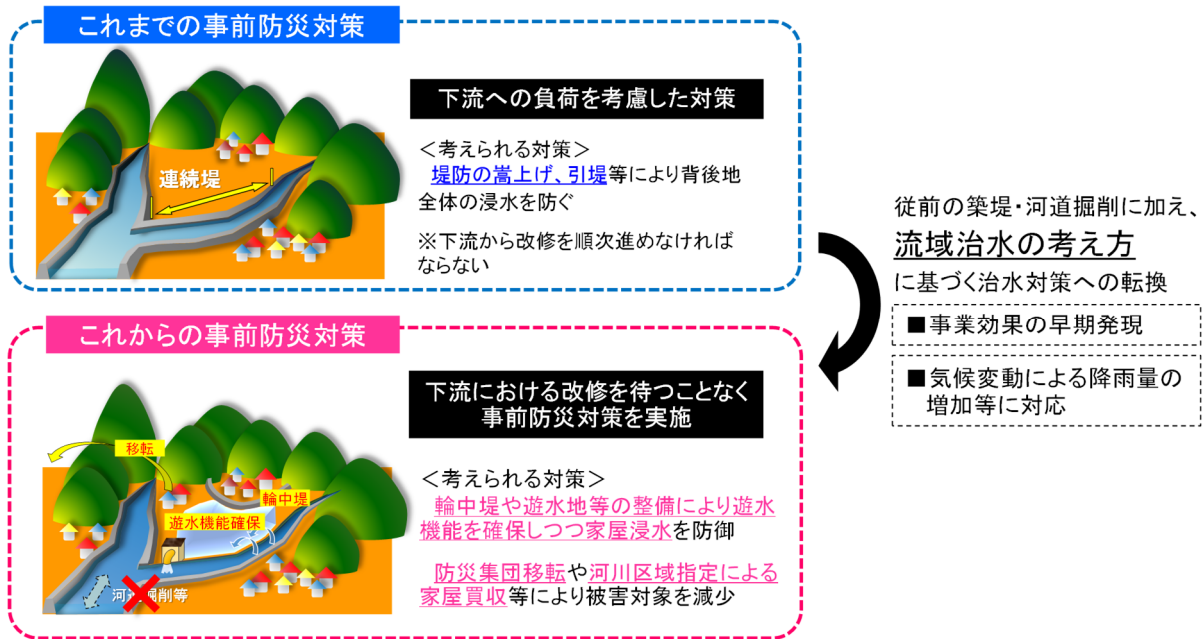 これまでの事前防災対策
連続堤
下流への負荷を考慮した対策
＜考えられる対策＞
堤防の嵩上げ、引堤等により背後地
全体の浸水を防ぐ
※下流から改修を順次進めなければ
ならない
従前の築堤・河道掘削に加え、
流域治水の考え方
に基づく治水対策への転換
■事業効果の早期発現
■気候変動による降雨量の
増加等に対応
これからの事前防災対策
移転
輪中堤
遊水機能確保
河道掘削等
下流における改修を待つことなく
事前防災対策を実施
＜考えられる対策＞
輪中堤や遊水地等の整備により遊水
機能を確保しつつ家屋浸水を防御
防災集団移転や河川区域指定による
家屋買収等により被害対象を減少